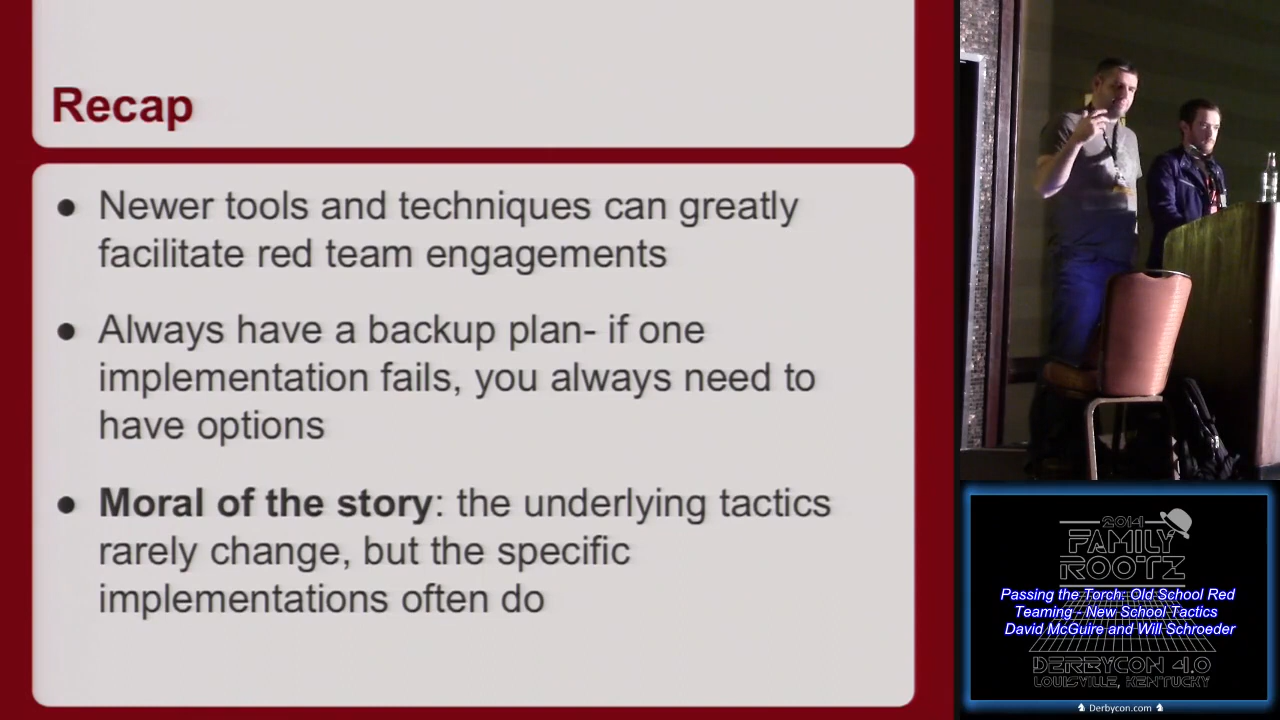 Recap
● Newer tools and techniques can greatly
facilitate red team engagements
● Always have a backup plan- if one
implementation fails, you always need to
have options
● Moral of the story: the underlying tactics
rarely change, but the specific
implementations often do
2014
FAMILY
ROOTZ
Passing the Torch: Old School Red
Teaming - New School Tactics
David McGuire and Will Schroeder
DERBYCON 4.0
LOUISVILLE, KENTUCKY
Derbycon.com